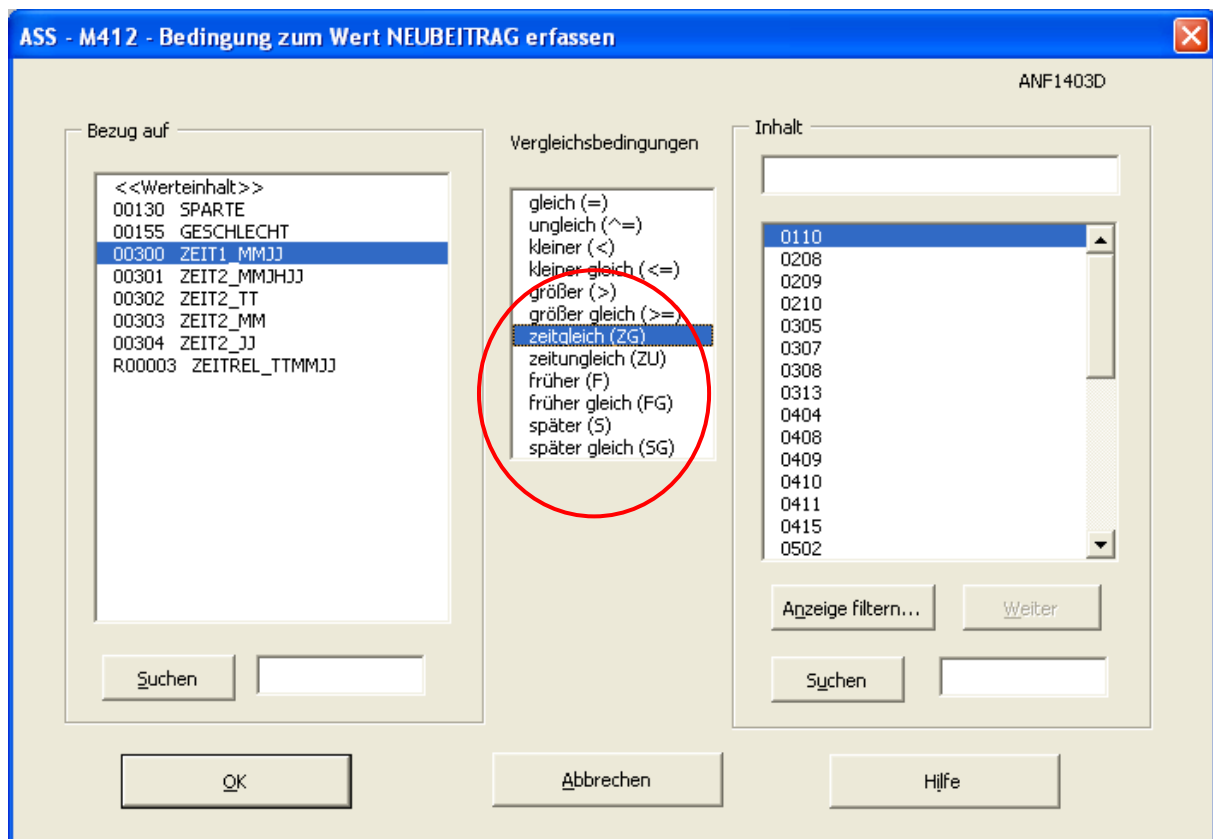 ASS - M412 - Bedingung zum Wert NEUBEITRAG erfassen
ANF1403D
Bezug auf
<<Werteinhalt>>
00130 SPARTE
00155 GESCHLECHT
00300 ZEIT1_MMJJ
00301 ZEIT2_MMJHJJ
00302 ZEIT2_TT
00303 ZEIT2_MM
00304 ZEIT2_JJ
R00003 ZEITREL_TTMMJJ
Suchen
Vergleichsbedingungen
gleich (=)
ungleich (^=)
kleiner (<)
kleiner gleich (<=)
größer (>)
größer gleich (>=)
zeitgleich (ZG)
zeitungleich (ZU)
früher (F)
früher gleich (FG)
später (S)
später gleich (SG)
Inhalt
0110
0208
0209
0210
0305
0307
0308
0313
0404
0408
0409
0410
0411
0415
0502
Anzeige filtern...
Weiter
Suchen
OK
Abbrechen
Hilfe